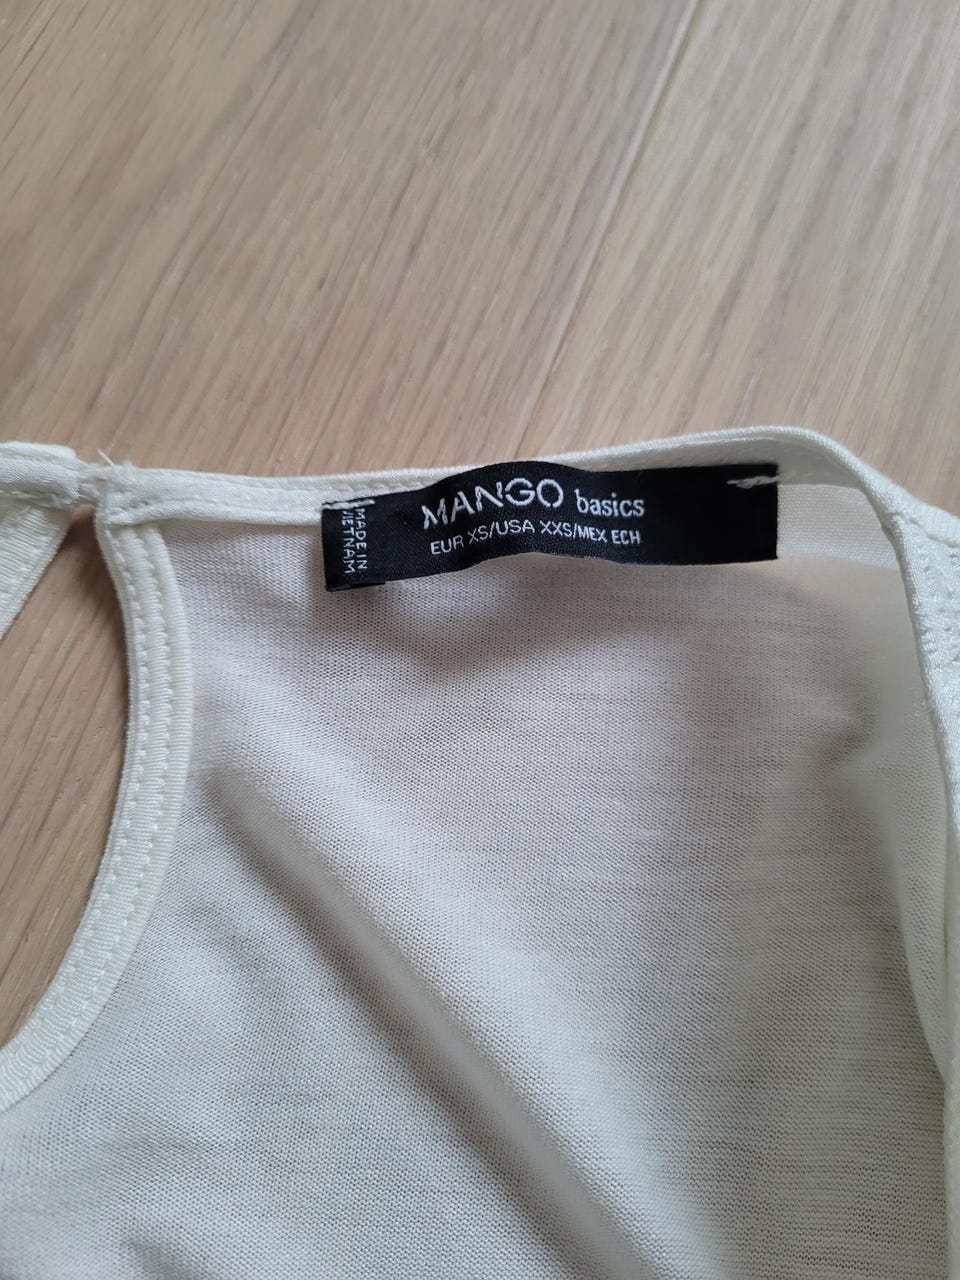 MANGO basics
EUR XS/USA XXS/MEX ECH
MADE IN
VIETNAM